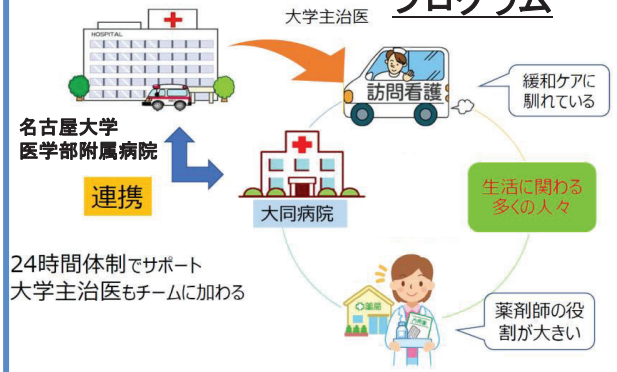 プログラム
大学主治医
HOSPITAL
訪問看護
緩和ケアに
馴れている
名古屋大学
医学部附属病院
連携
大同病院
生活に関わる
多くの人々
24時間体制でサポート
大学主治医もチームに加わる
薬局
薬剤師の役
割が大きい